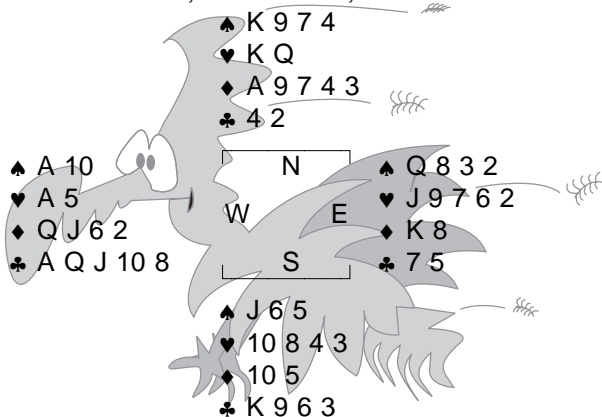 ♠ K 9 7 4
♥ K Q
♦ A 9 7 4 3
♣ 4 2
♠ A 10
♥ A 5
♦ Q J 6 2
♣ A Q J 10 8
N
W E
S
♠ Q 8 3 2
♥ J 9 7 6 2
♦ K 8
♣ 7 5
♠ J 6 5
♥ 10 8 4 3
♦ 10 5
♣ K 9 6 3